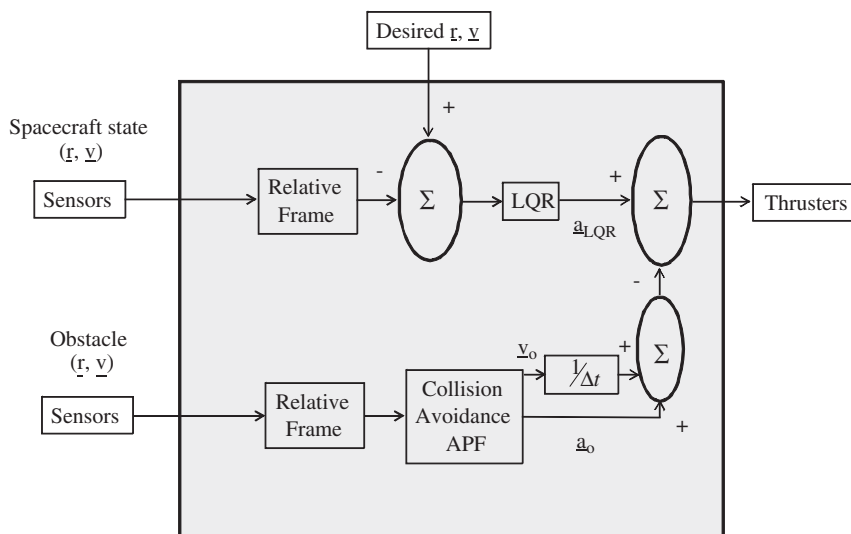 Desired r, v
+
Spacecraft state
(r, v)
Sensors
Relative
Frame
-
Σ
LQR
+
a_LQR
Σ
Thrusters
-
Obstacle
(r, v)
Sensors
Relative
Frame
Collision
Avoidance
APF
v_o
1/Δt
+
Σ
a_o
+